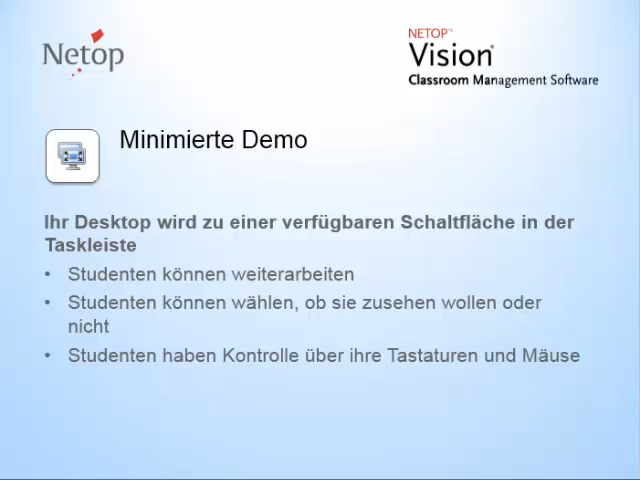 Netop
NETOP™
Vision®
Classroom Management Software
Minimierte Demo
Ihr Desktop wird zu einer verfügbaren Schaltfläche in der
Taskleiste
• Studenten können weiterarbeiten
• Studenten können wählen, ob sie zusehen wollen oder
nicht
• Studenten haben Kontrolle über ihre Tastaturen und Mäuse